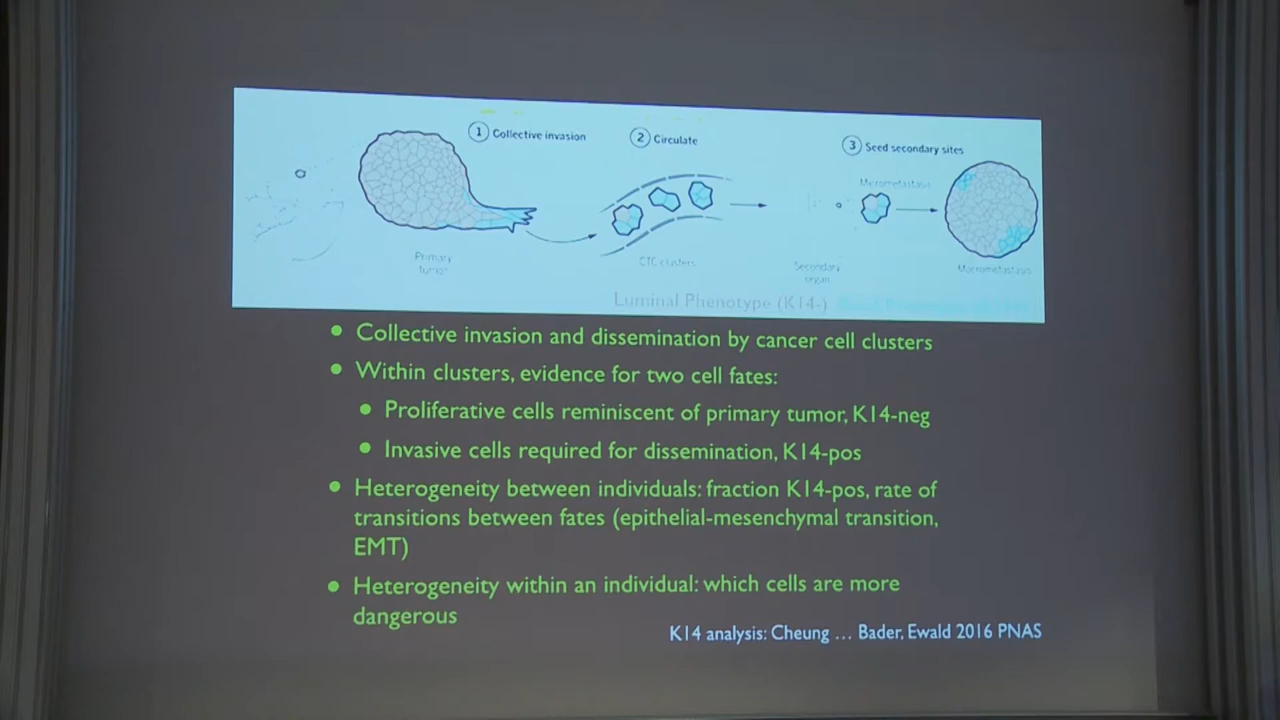 1 Collective invasion
2 Circulate
3 Seed secondary sites
Micrometastasis
Primary
tumor
CTC clusters
Secondary
organ
Macrometastasis
Luminal Phenotype (K14-)
• Collective invasion and dissemination by cancer cell clusters
• Within clusters, evidence for two cell fates:
• Proliferative cells reminiscent of primary tumor, K14-neg
• Invasive cells required for dissemination, K14-pos
• Heterogeneity between individuals: fraction K14-pos, rate of
transitions between fates (epithelial-mesenchymal transition,
EMT)
• Heterogeneity within an individual: which cells are more
dangerous
K14 analysis: Cheung ... Bader, Ewald 2016 PNAS